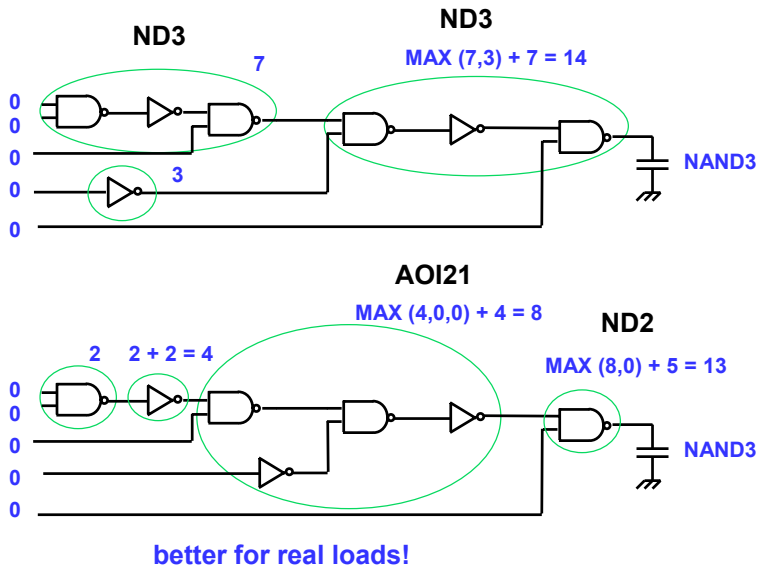 ND3
ND3
MAX (7,3) + 7 = 14
7
0
0
0
0
0
3
NAND3
AOI21
MAX (4,0,0) + 4 = 8
ND2
MAX (8,0) + 5 = 13
2
2 + 2 = 4
0
0
0
0
0
NAND3
better for real loads!